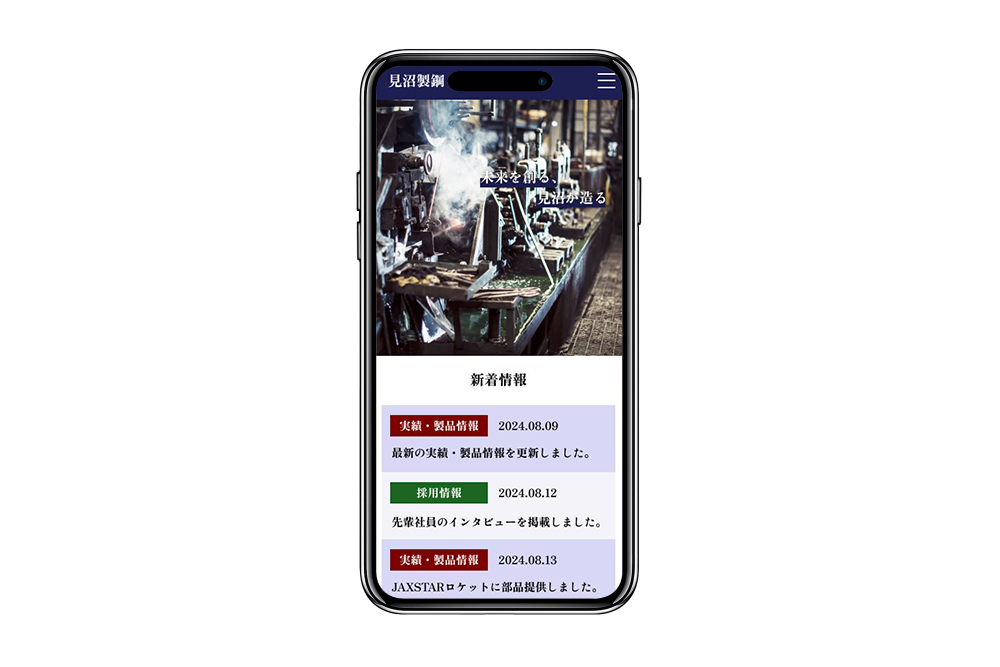 見沼製鋼
未来を創る、
見沼が造る
新着情報
実績・製品情報 2024.08.09
最新の実績・製品情報を更新しました。
採用情報 2024.08.12
先輩社員のインタビューを掲載しました。
実績・製品情報 2024.08.13
JAXSTARロケットに部品提供しました。